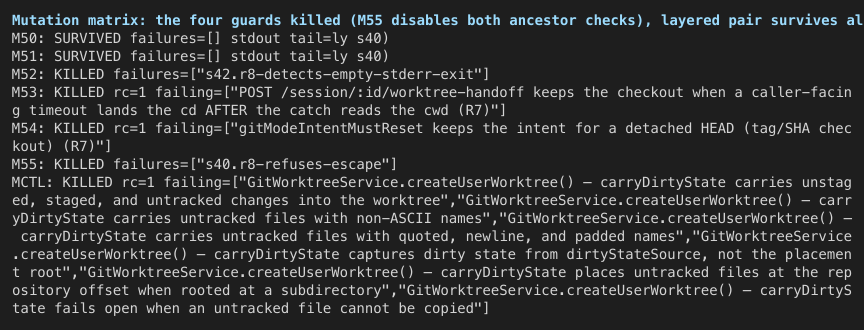 Mutation matrix: the four guards killed (M55 disables both ancestor checks), layered pair survives al
M50: SURVIVED failures=[] stdout tail=ly s40)
M51: SURVIVED failures=[] stdout tail=ly s40)
M52: KILLED failures=["s42.r8-detects-empty-stderr-exit"]
M53: KILLED rc=1 failing=["POST /session/:id/worktree-handoff keeps the checkout when a caller-facin
g timeout lands the cd AFTER the catch reads the cwd (R7)"]
M54: KILLED rc=1 failing=["gitModeIntentMustReset keeps the intent for a detached HEAD (tag/SHA chec
kout) (R7)"]
M55: KILLED failures=["s40.r8-refuses-escape"]
MCTL: KILLED rc=1 failing=["GitWorktreeService.createUserWorktree() — carryDirtyState carries unstag
ed, staged, and untracked changes into the worktree","GitWorktreeService.createUserWorktree() — carr
yDirtyState carries untracked files with non-ASCII names","GitWorktreeService.createUserWorktree() —
 carryDirtyState carries untracked files with quoted, newline, and padded names","GitWorktreeService
.createUserWorktree() — carryDirtyState captures dirty state from dirtyStateSource, not the placemen
t root","GitWorktreeService.createUserWorktree() — carryDirtyState places untracked files at the rep
ository offset when rooted at a subdirectory","GitWorktreeService.createUserWorktree() — carryDirtyS
tate fails open when an untracked file cannot be copied"]